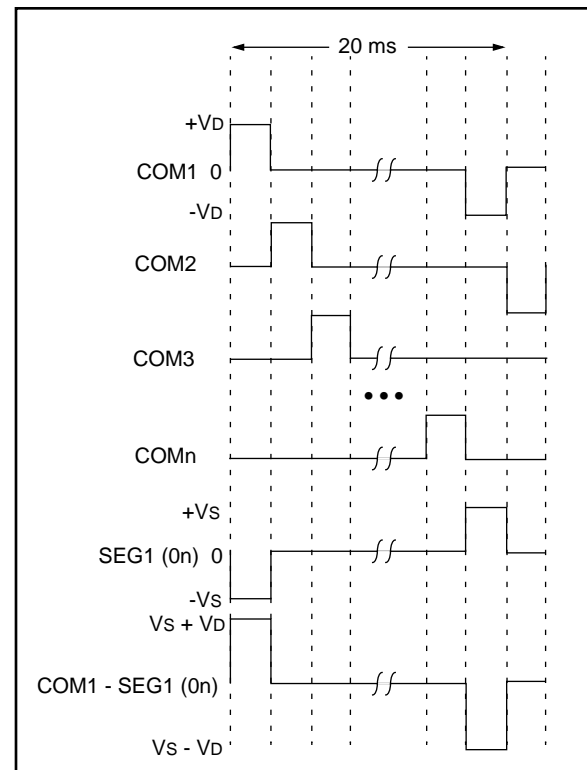 20 ms
+VD
COM1 0
-VD
COM2
COM3
•••
COMn
+VS
SEG1 (0n) 0
-VS
VS + VD
COM1 - SEG1 (0n)
VS - VD